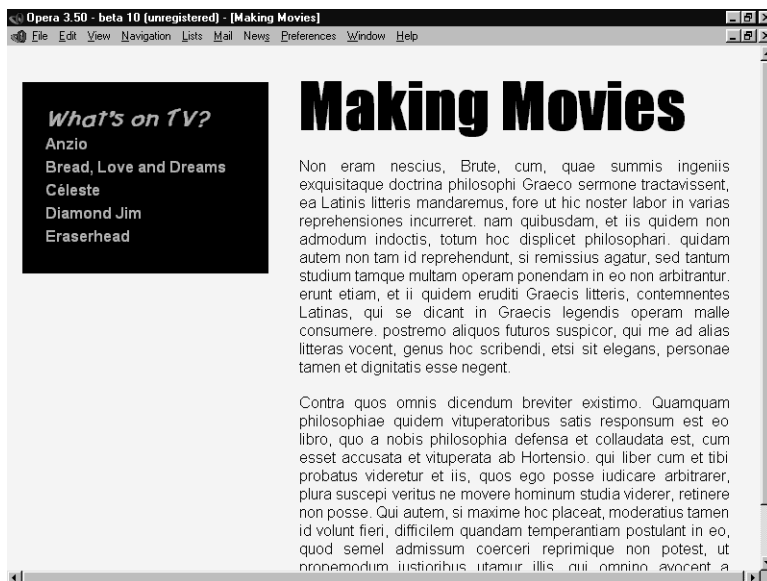 Opera 3.50 - beta 10 (unregistered) - [Making Movies]
File Edit View Navigation Lists Mail News Preferences Window Help
What's on TV?
Anzio
Bread, Love and Dreams
Céleste
Diamond Jim
Eraserhead
Making Movies
Non eram nescius, Brute, cum, quae summis ingeniis
exquisitaque doctrina philosophi Graeco sermone tractavissent,
ea Latinis litteris mandaremus, fore ut hic noster labor in varias
reprehensiones incurreret. nam quibusdam, et iis quidem non
admodum indoctis, totum hoc displicet philosophari. quidam
autem non tam id reprehendunt, si remissius agatur, sed tantum
studium tamque multam operam ponendam in eo non arbitrantur.
erunt etiam, et ii quidem eruditi Graecis litteris, contemnentes
Latinas, qui se dicant in Graecis legendis operam malle
consumere. postremo aliquos futuros suspicor, qui me ad alias
litteras vocent, genus hoc scribendi, etsi sit elegans, personae
tamen et dignitatis esse negent.
Contra quos omnis dicendum breviter existimo. Quamquam
philosophiae quidem vituperatoribus satis responsum est eo
libro, quo a nobis philosophia defensa et collaudata est, cum
esset accusata et vituperata ab Hortensio. qui liber cum et tibi
probatus videretur et iis, quos ego posse iudicare arbitrarer,
plura suscepi veritus ne movere hominum studia viderer, retinere
non posse. Qui autem, si maxime hoc placeat, moderatius tamen
id volunt fieri, difficilem quandam temperantiam postulant in eo,
quod semel admissum coerceri reprimique non potest, ut
propemodum iustioribus utamur illis, qui omnino avocent a